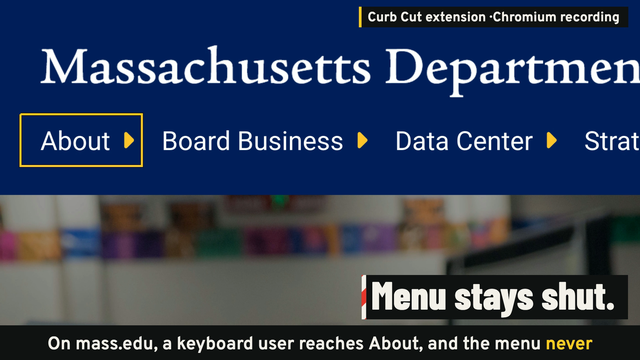 Curb Cut extension ·Chromium recording
Massachusetts Departmen
About Board Business Data Center Strat
Menu stays shut.
On mass.edu, a keyboard user reaches About, and the menu never